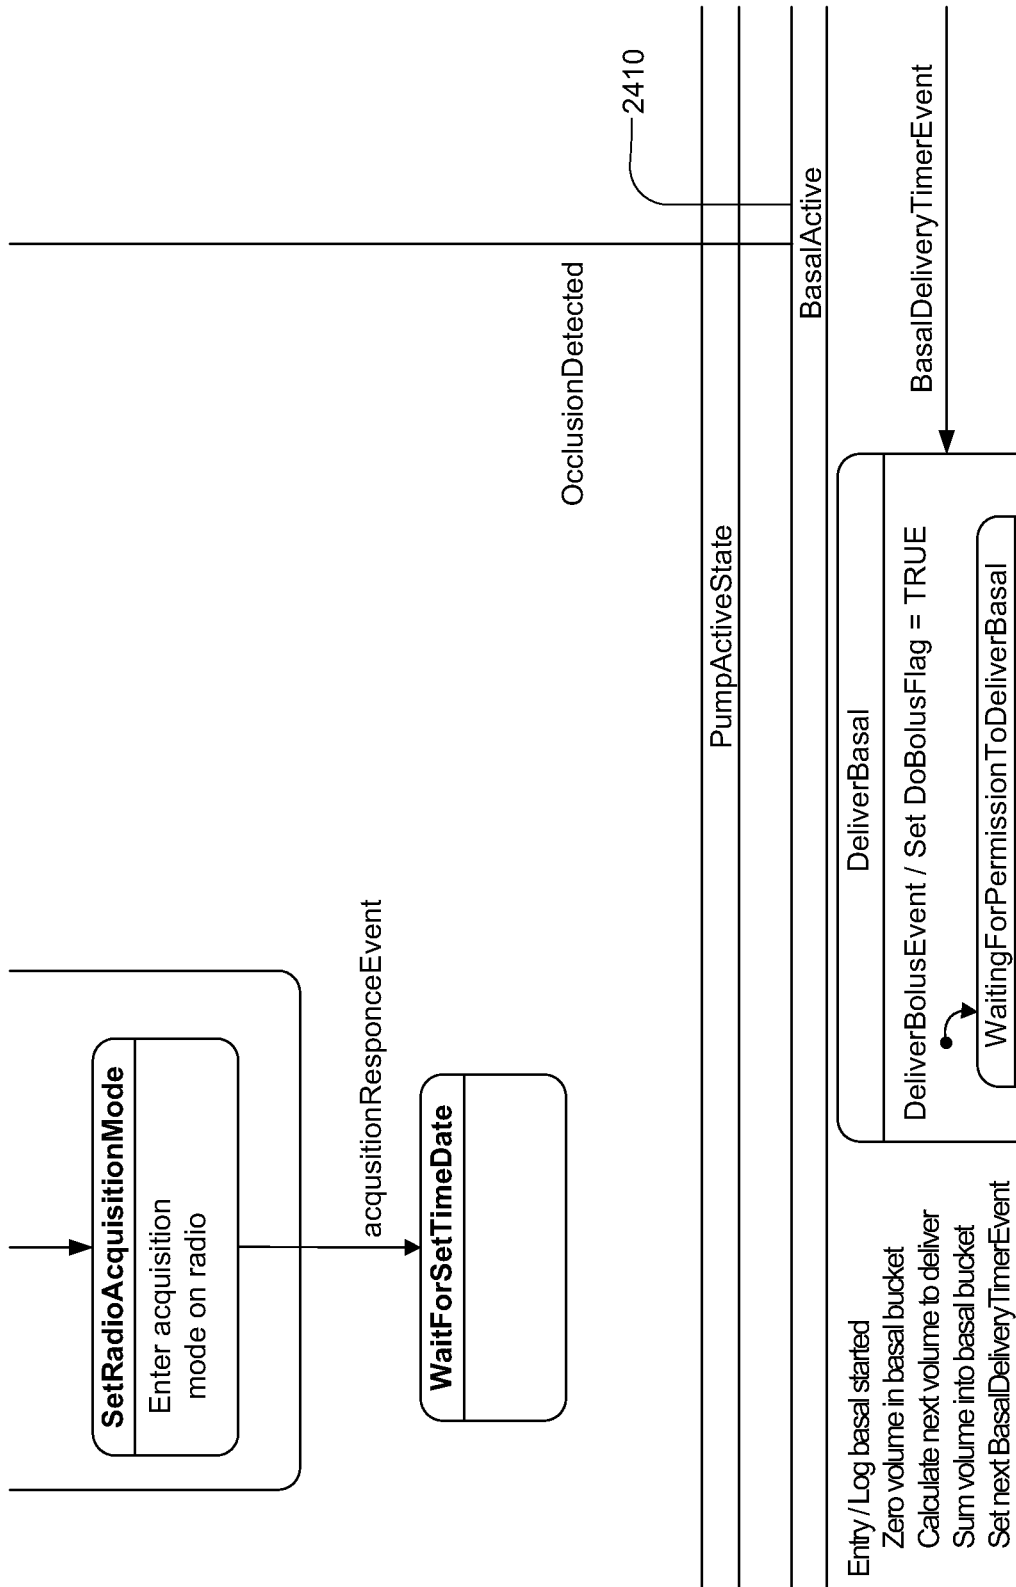 SetRadioAcquisitionMode
Enter acquisition
mode on radio
acqusitionResponceEvent
WaitForSetTimeDate
OcclusionDetected
2410
PumpActiveState
BasalActive
Entry / Log basal started
Zero volume in basal bucket
Calculate next volume to deliver
Sum volume into basal bucket
Set next BasalDeliveryTimerEvent
DeliverBasal
DeliverBolusEvent / Set DoBolusFlag = TRUE
WaitingForPermissionToDeliverBasal
BasalDeliveryTimerEvent